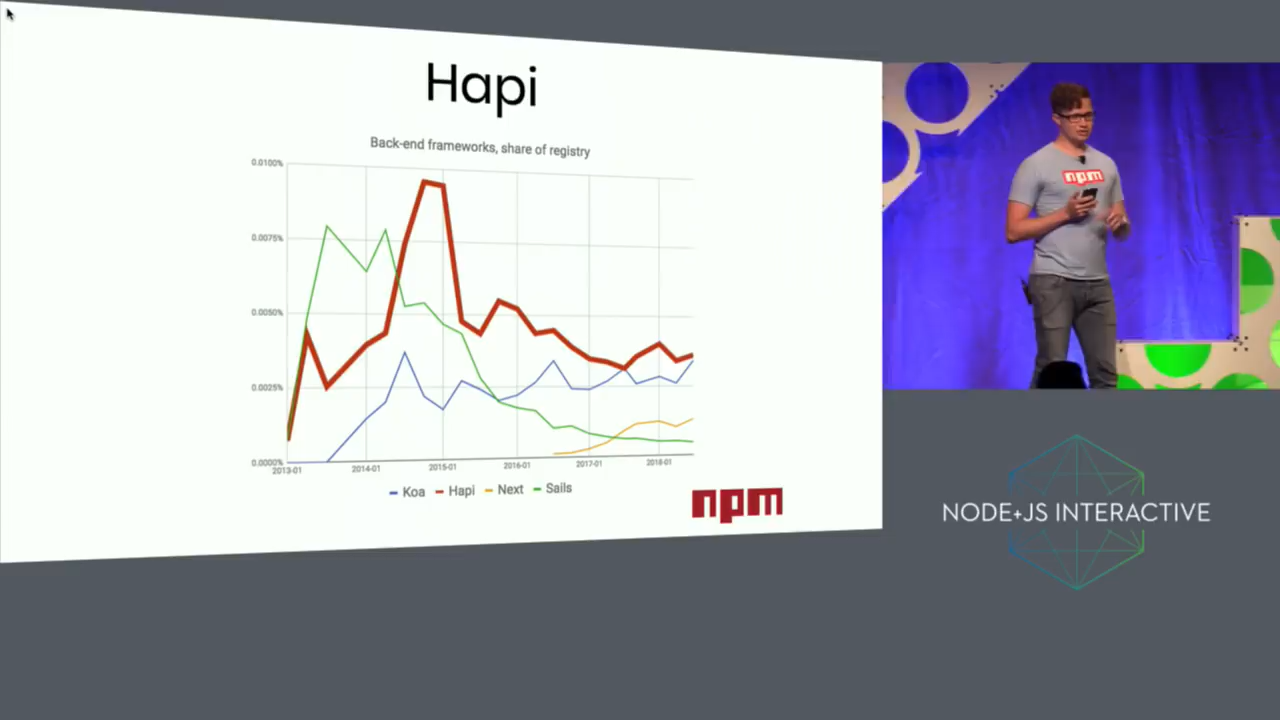 Hapi
Back-end frameworks, share of registry
0.0100%
0.0075%
0.0050%
0.0025%
0.0000%
2013-01 2014-01 2015-01 2016-01 2017-01 2018-01
Koa Hapi Next Sails
npm
npm
NODE+JS INTERACTIVE